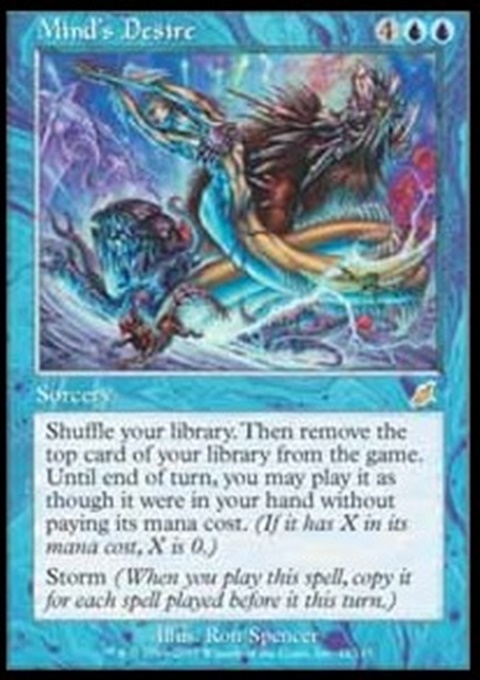 Mind's Desire
4
Sorcery
Shuffle your library. Then remove the
top card of your library from the game.
Until end of turn, you may play it as
though it were in your hand without
paying its mana cost. (If it has X in its
mana cost, X is 0.)
Storm (When you play this spell, copy it
for each spell played before it this turn.)
Illus. Ron Spencer